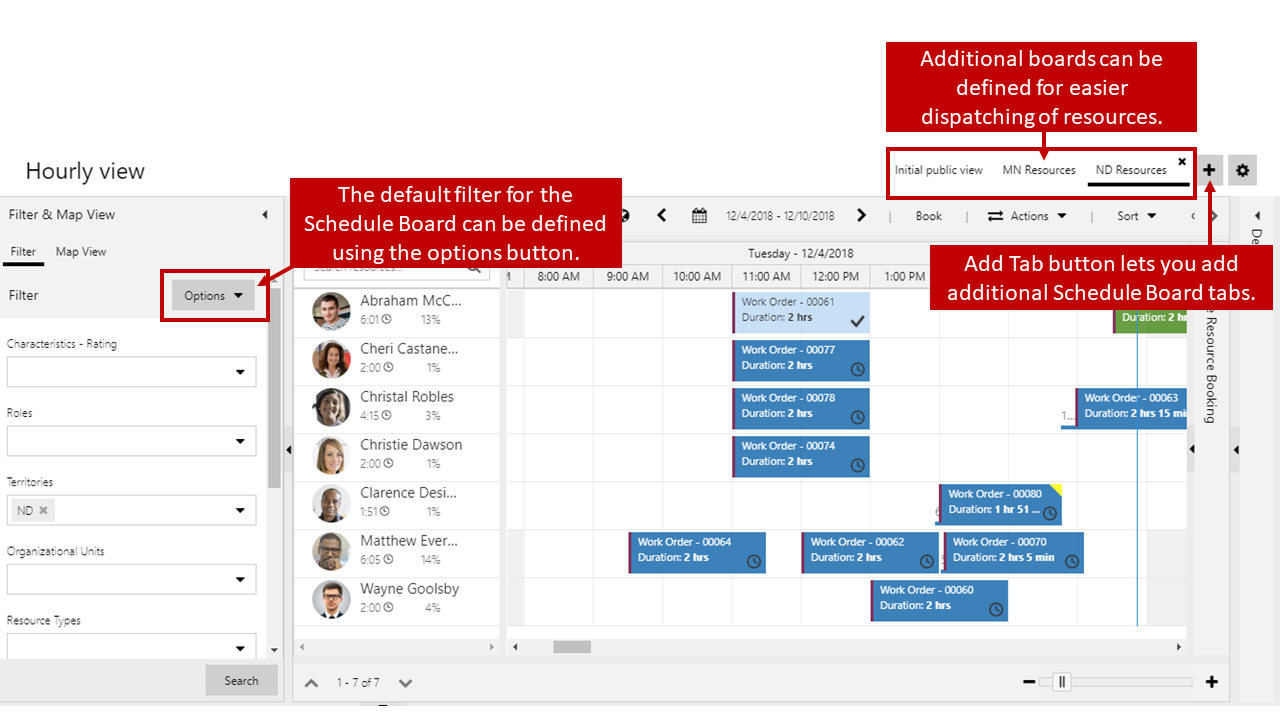 Additional boards can be
defined for easier
dispatching of resources.
Hourly view
Initial public view MN Resources ND Resources
The default filter for the
Schedule Board can be defined
using the options button.
Filter & Map View
12/4/2018 - 12/10/2018 Book Actions Sort
Filter Map View
Tuesday - 12/4/2018
Add Tab button lets you add
additional Schedule Board tabs.
8:00 AM 9:00 AM 10:00 AM 11:00 AM 12:00 PM 1:00 PM
Filter
Options
Abraham McC...
6:01 13%
Work Order - 00061
Duration: 2 hrs
Resource Booking
Characteristics - Rating
Cheri Castane...
2:00 1%
Work Order - 00077
Duration: 2 hrs
Christal Robles
4:15 3%
Work Order - 00078
Duration: 2 hrs
1...
Work Order - 00063
Duration: 2 hrs 15 mi
Roles
Christie Dawson
2:00 1%
Work Order - 00074
Duration: 2 hrs
Territories
ND
Clarence Desi...
1:51 1%
Work Order - 00080
Duration: 1 hr 51 ...
Organizational Units
Matthew Ever...
6:05 14%
Work Order - 00064
Duration: 2 hrs
Work Order - 00062
Duration: 2 hrs
Work Order - 00070
Duration: 2 hrs 5 min
Wayne Goolsby
2:00 4%
Work Order - 00060
Duration: 2 hrs
Resource Types
Search
1 - 7 of 7